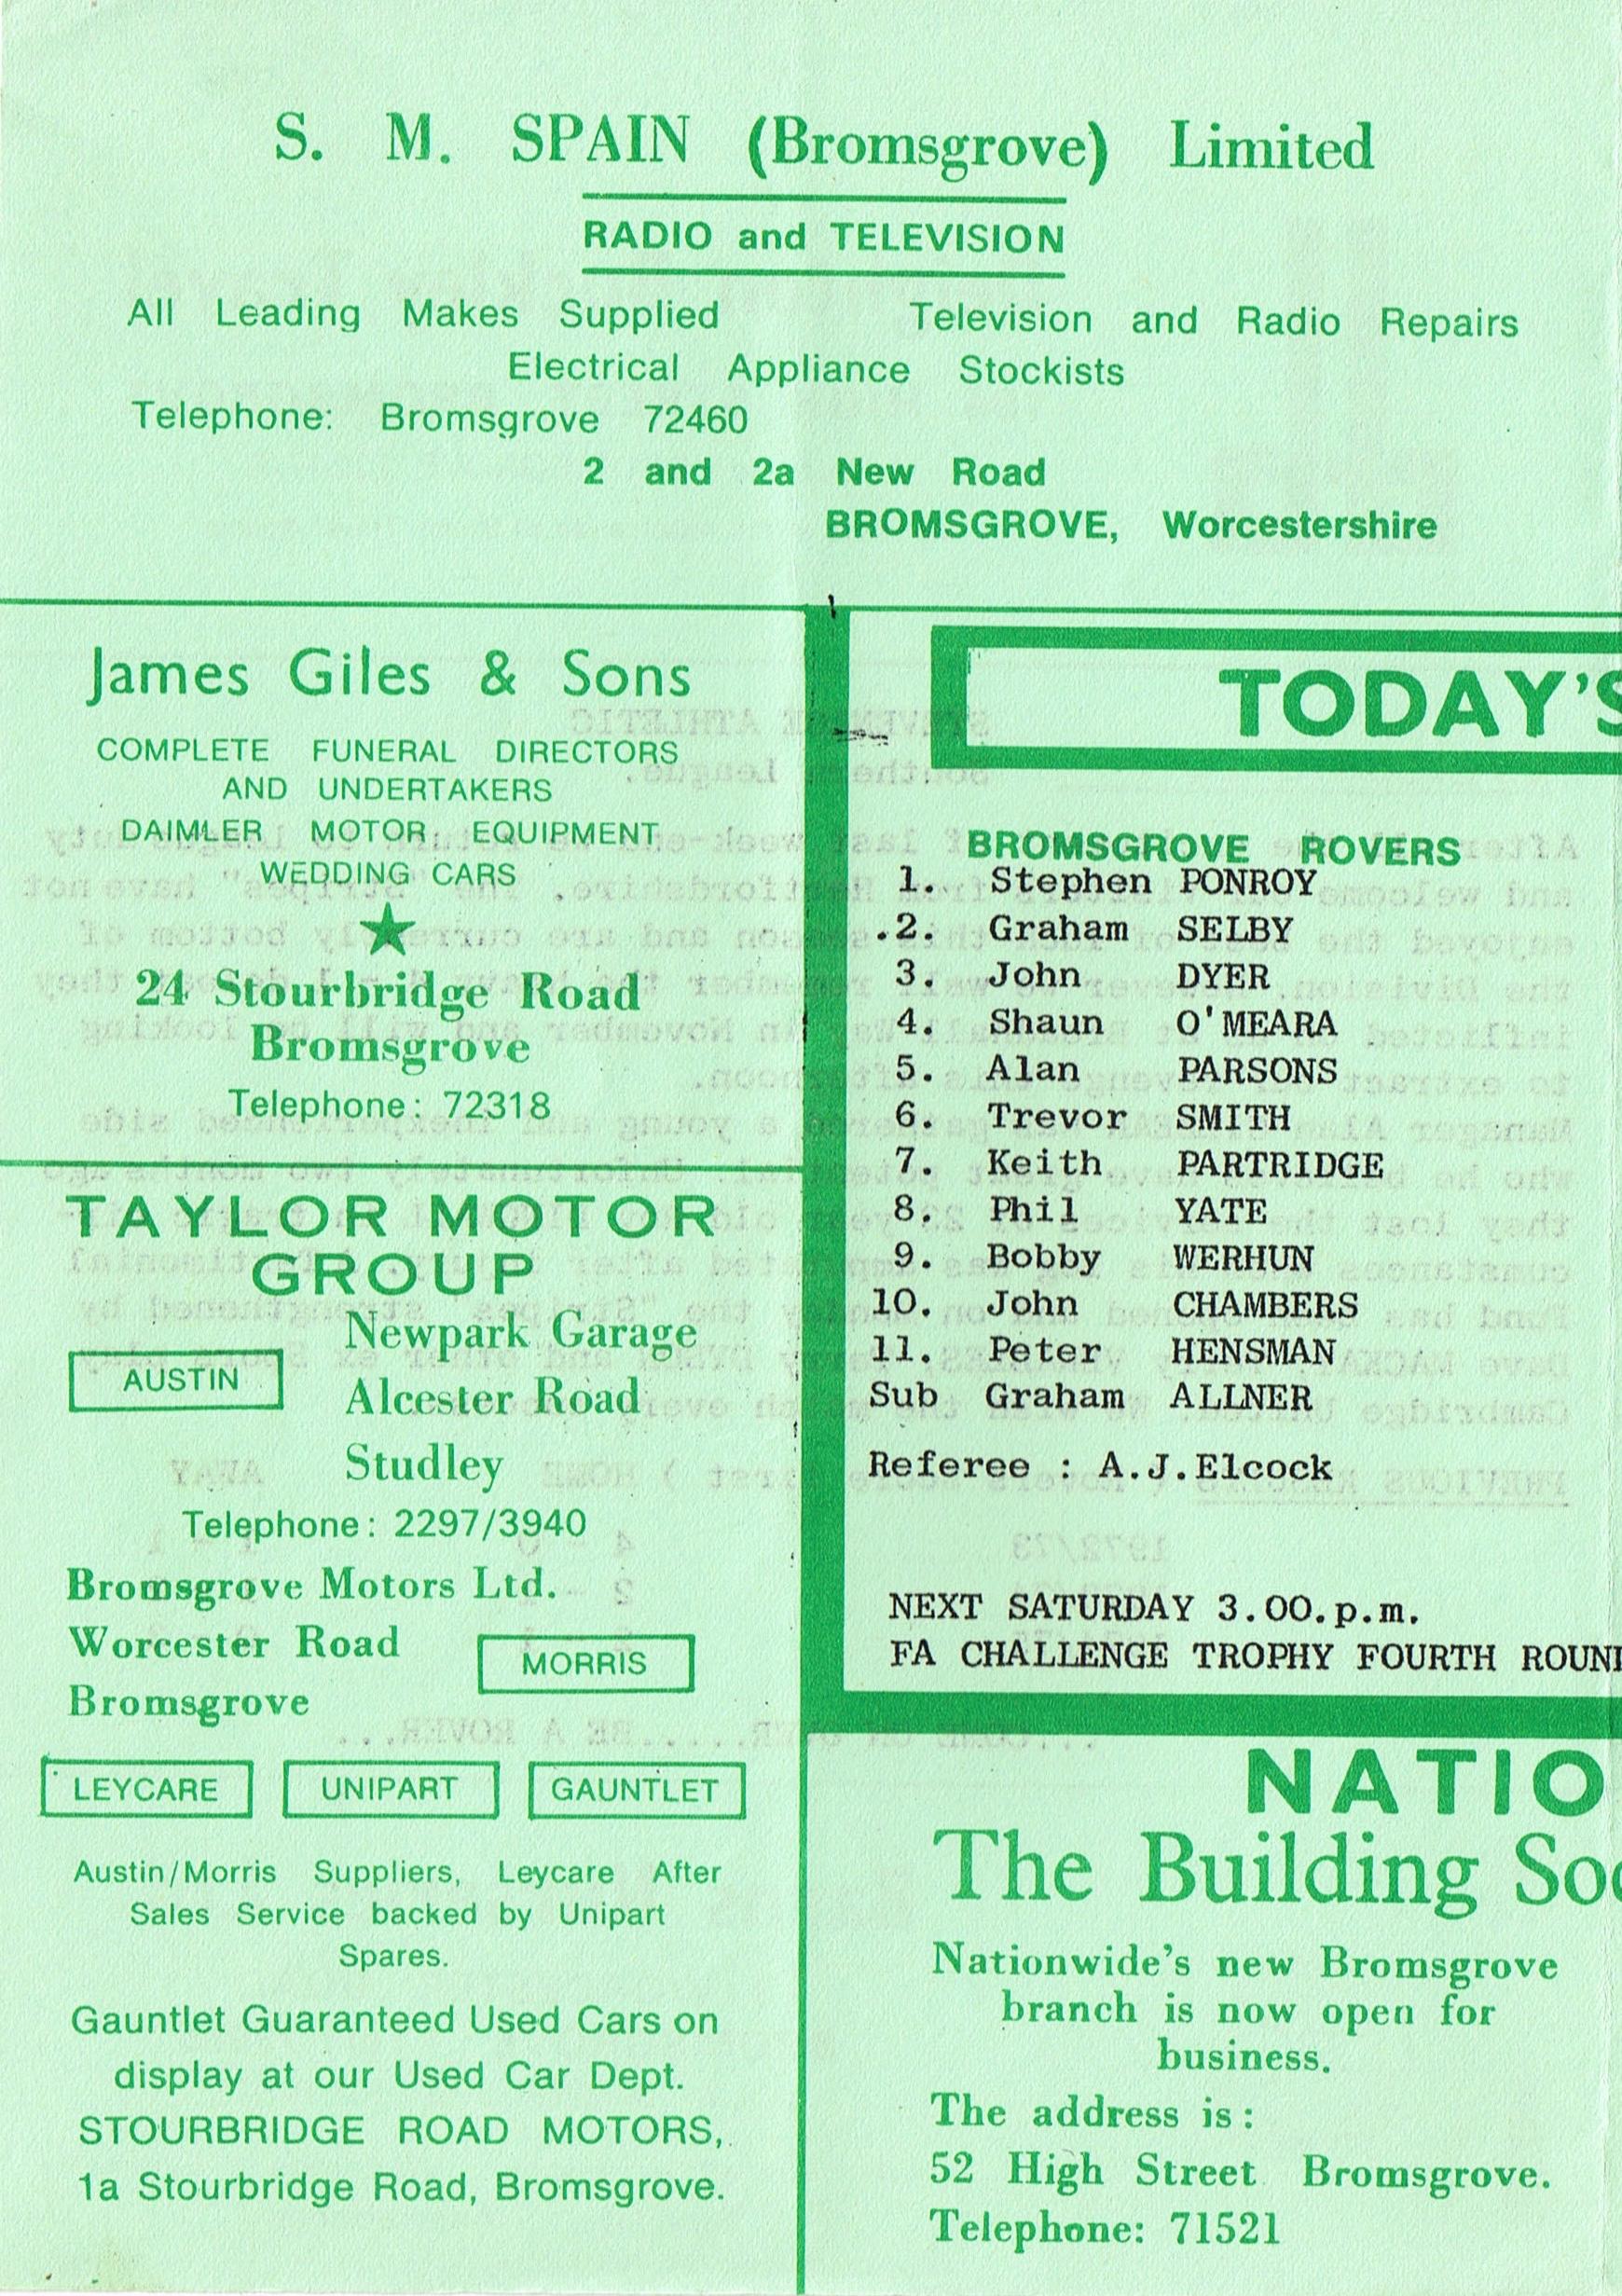 S. M. SPAIN (Bromsgrove) Limited
RADIO and TELEVISION
All Leading Makes Supplied Television and Radio Repairs
Electrical Appliance Stockists
Telephone: Bromsgrove 72460
2 and 2a New Road
BROMSGROVE, Worcestershire
James Giles & Sons
COMPLETE FUNERAL DIRECTORS
AND UNDERTAKERS
DAIMLER MOTOR EQUIPMENT
WEDDING CARS
24 Stourbridge Road
Bromsgrove
Telephone: 72318
TAYLOR MOTOR
GROUP
Newpark Garage
AUSTIN
Alcester Road
Studley
Telephone: 2297/3940
Bromsgrove Motors Ltd.
Worcester Road
MORRIS
Bromsgrove
LEYCARE UNIPART GAUNTLET
Austin/Morris Suppliers, Leycare After
Sales Service backed by Unipart
Spares.
Gauntlet Guaranteed Used Cars on
display at our Used Car Dept.
STOURBRIDGE ROAD MOTORS,
1a Stourbridge Road, Bromsgrove.
TODAY'S
BROMSGROVE ROVERS
1. Stephen PONROY
2. Graham SELBY
3. John DYER
4. Shaun O'MEARA
5. Alan PARSONS
6. Trevor SMITH
7. Keith PARTRIDGE
8. Phil YATE
9. Bobby WERHUN
10. John CHAMBERS
11. Peter HENSMAN
Sub Graham ALLNER
Referee : A.J.Elcock
NEXT SATURDAY 3.00.p.m.
FA CHALLENGE TROPHY FOURTH ROUN
NATIO
The Building Soc
Nationwide's new Bromsgrove
branch is now open for
business.
The address is:
52 High Street Bromsgrove.
Telephone: 71521